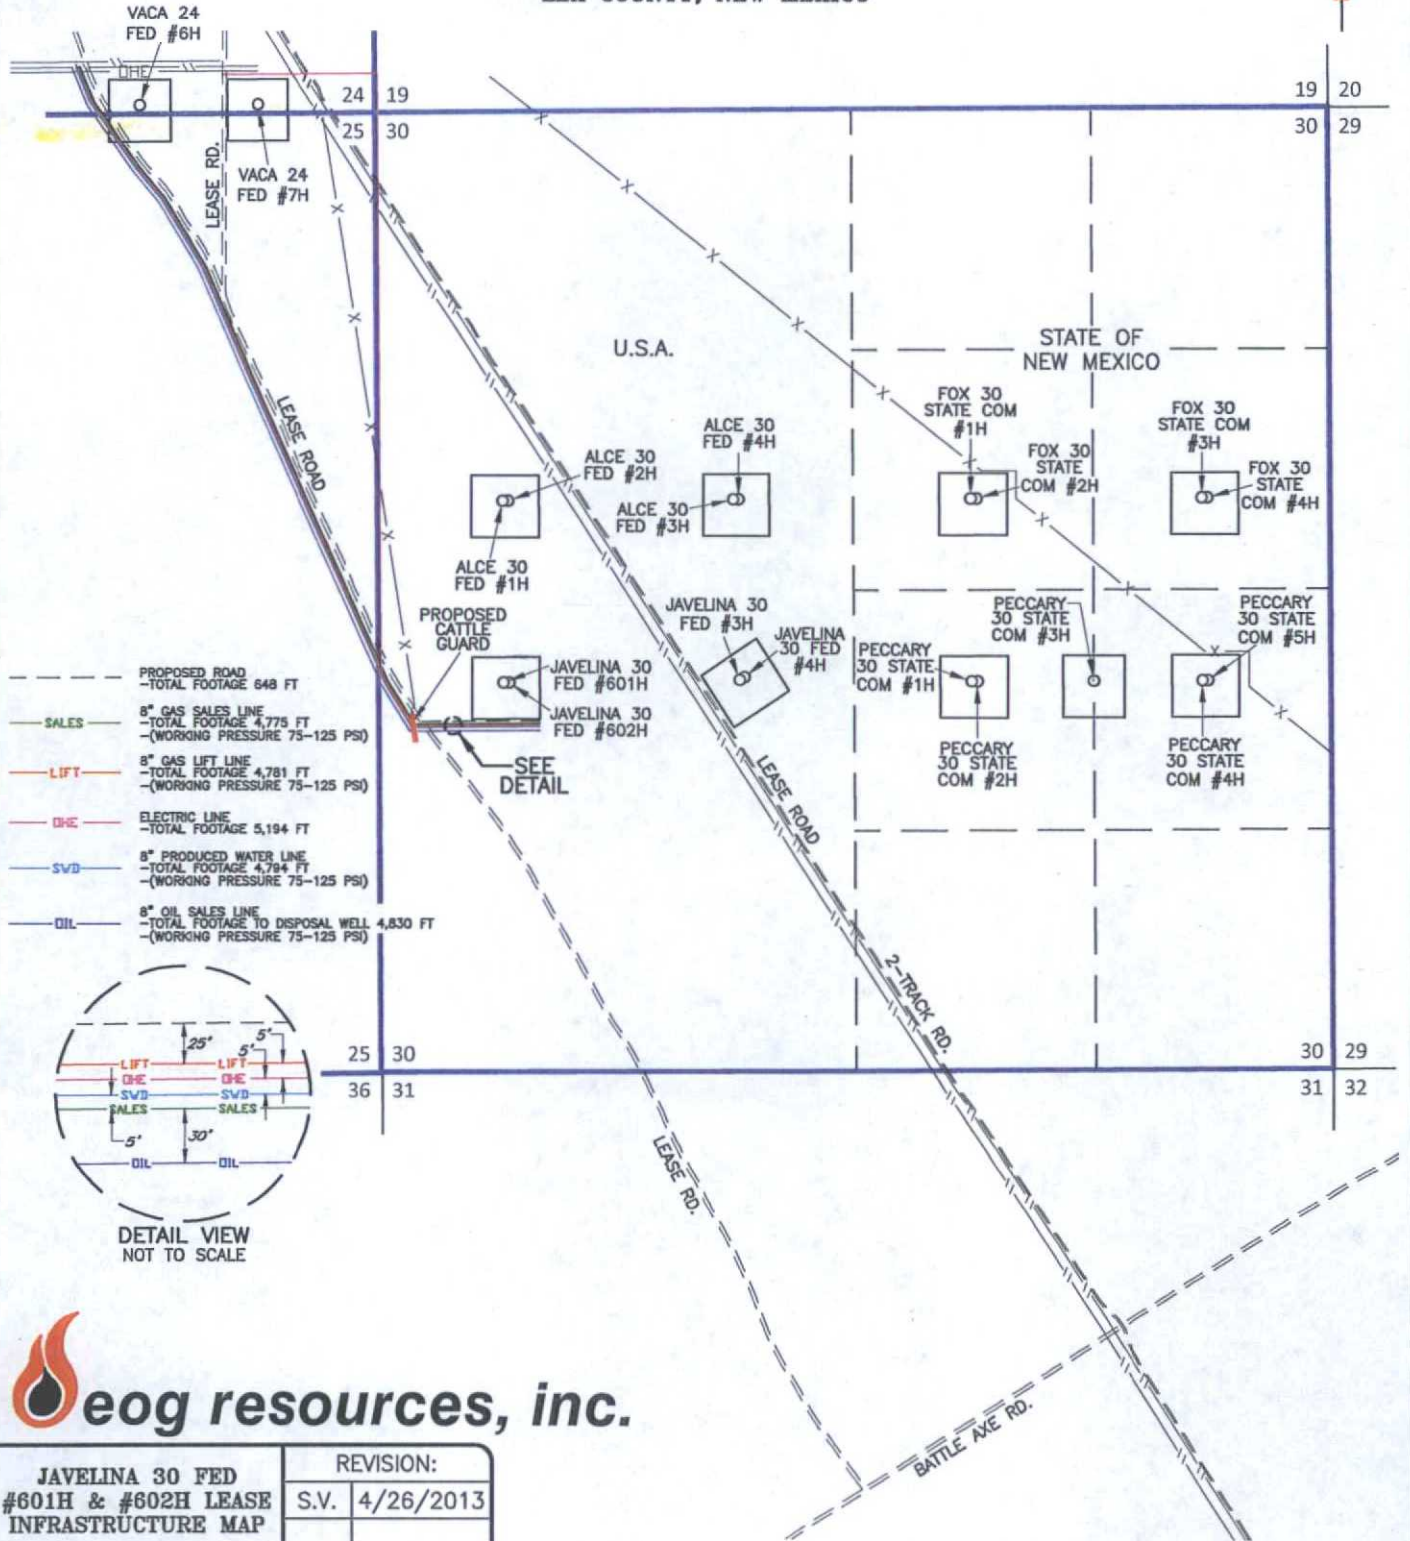 VACA 24
FED #6H
OHE
24 19
25 30
19 20
30 29
LEASE RD.
VACA 24
FED #7H
U.S.A.
STATE OF
NEW MEXICO
LEASE ROAD
ALCE 30
FED #2H
ALCE 30
FED #4H
ALCE 30
FED #3H
ALCE 30
FED #1H
FOX 30
STATE COM
#1H
FOX 30
STATE
COM #2H
FOX 30
STATE COM
#3H
FOX 30
STATE
COM #4H
PROPOSED
CATTLE
GUARD
JAVELINA 30
FED #601H
JAVELINA 30
FED #602H
JAVELINA 30
FED #3H
JAVELINA
30 FED
#4H
PECCARY
30 STATE
COM #1H
PECCARY
30 STATE
COM #3H
PECCARY
30 STATE
COM #5H
PECCARY
30 STATE
COM #2H
PECCARY
30 STATE
COM #4H
SEE
DETAIL
LEASE ROAD
2-TRACK RD.
PROPOSED ROAD
-TOTAL FOOTAGE 648 FT
SALES
8" GAS SALES LINE
-TOTAL FOOTAGE 4,775 FT
-(WORKING PRESSURE 75-125 PSI)
LIFT
8" GAS LIFT LINE
-TOTAL FOOTAGE 4,781 FT
-(WORKING PRESSURE 75-125 PSI)
OHE
ELECTRIC LINE
-TOTAL FOOTAGE 5,194 FT
SWD
8" PRODUCED WATER LINE
-TOTAL FOOTAGE 4,794 FT
-(WORKING PRESSURE 75-125 PSI)
OIL
8" OIL SALES LINE
-TOTAL FOOTAGE TO DISPOSAL WELL 4,830 FT
-(WORKING PRESSURE 75-125 PSI)
25' 5' 5'
LIFT LIFT
OHE OHE
SWD SWD
SALES SALES
5' 30'
OIL OIL
DETAIL VIEW
NOT TO SCALE
25 30
36 31
30 29
31 32
LEASE RD.
BATTLE AXE RD.
eog resources, inc.
JAVELINA 30 FED
#601H & #602H LEASE
INFRASTRUCTURE MAP
REVISION:
S.V. 4/26/2013